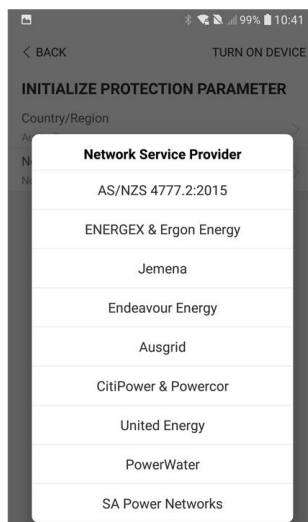 99% 10:41
BACK TURN ON DEVICE
INITIALIZE PROTECTION PARAMETER
Country/Region
Network Service Provider
AS/NZS 4777.2:2015
ENERGEX & Ergon Energy
Jemena
Endeavour Energy
Ausgrid
CitiPower & Powercor
United Energy
PowerWater
SA Power Networks